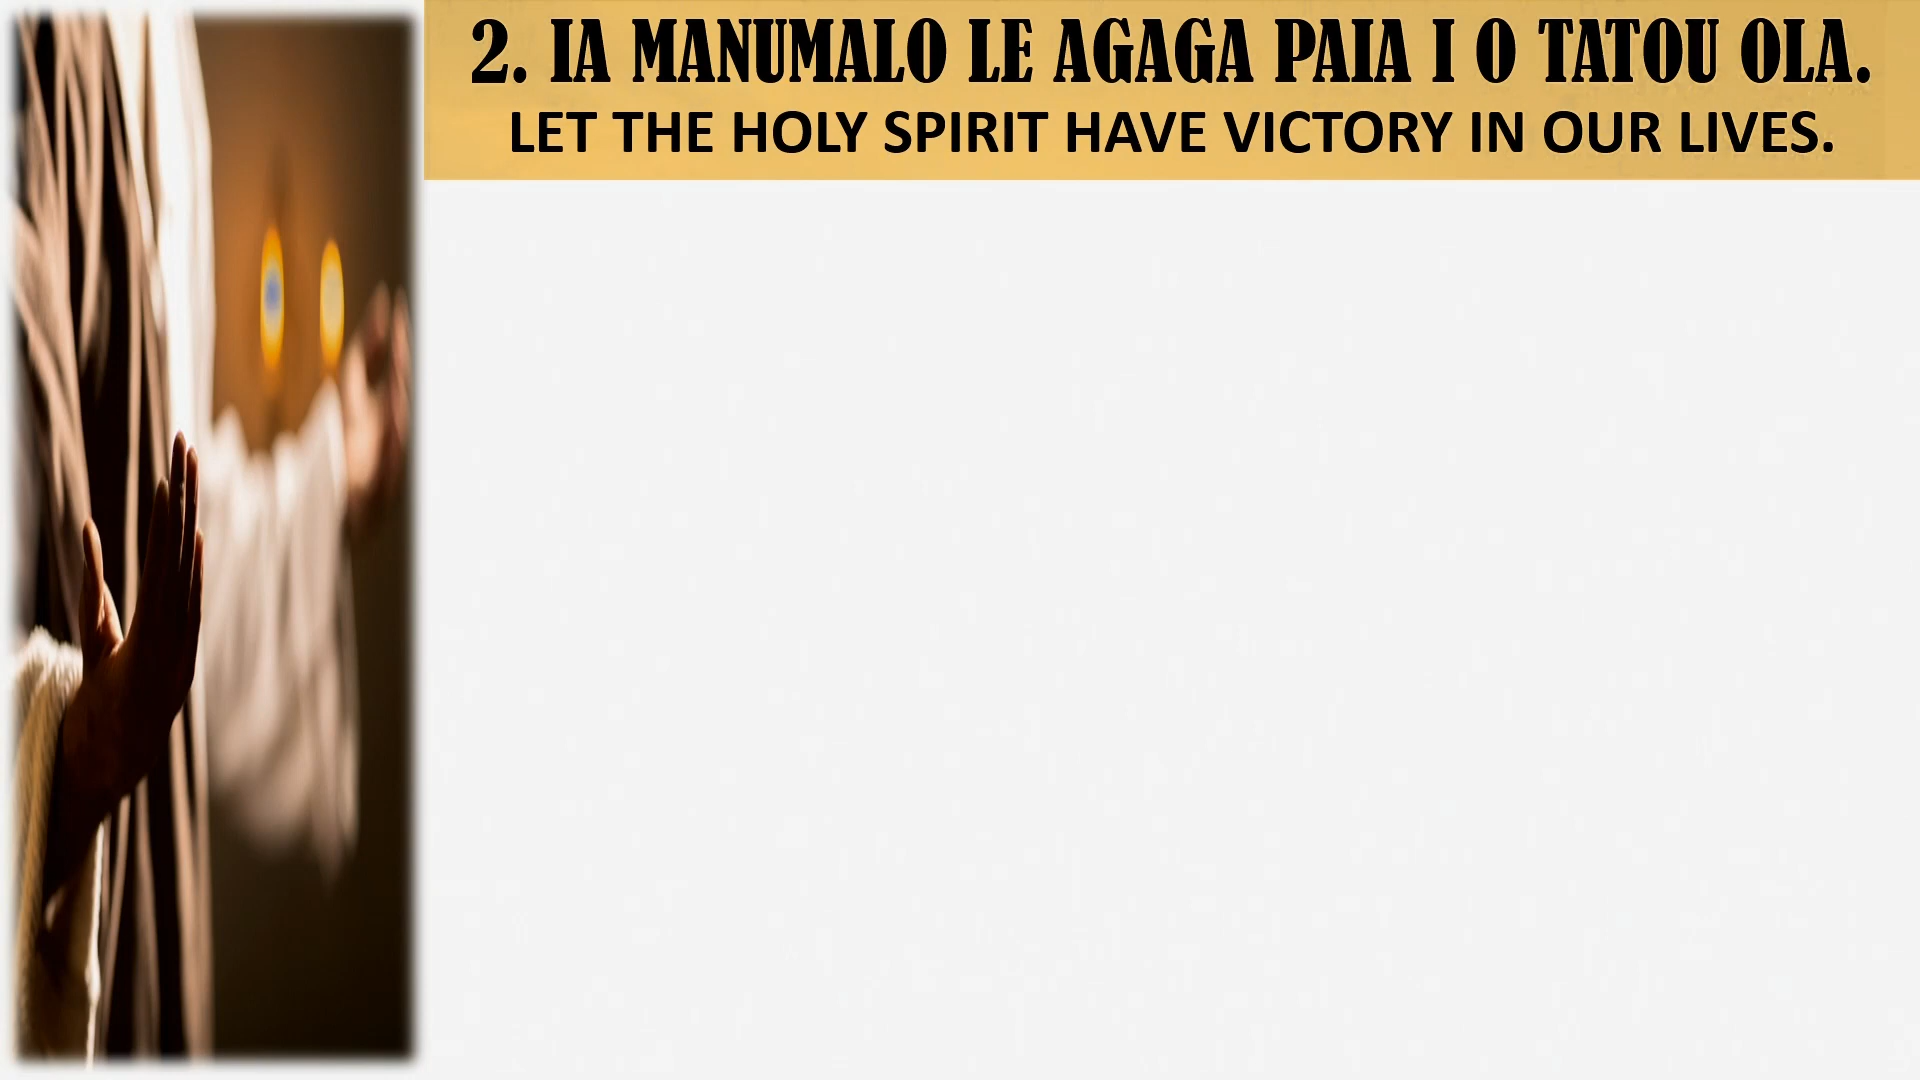 2. IA MANUMALO LE AGAGA PAIA I O TATOU OLA.
LET THE HOLY SPIRIT HAVE VICTORY IN OUR LIVES.